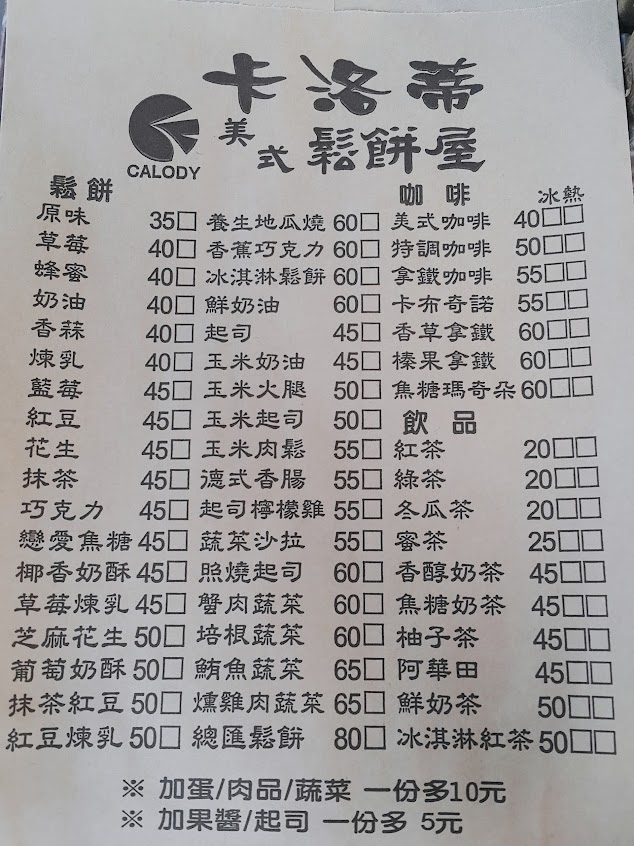 卡洛蒂
美式鬆餅屋
CALODY
鬆餅
原味 35□
草莓 40□
蜂蜜 40□
奶油 40□
香蒜 40□
煉乳 40□
藍莓 45□
紅豆 45□
花生 45□
抹茶 45□
巧克力 45□
戀愛焦糖 45□
椰香奶酥 45□
草莓煉乳 45□
芝麻花生 50□
葡萄奶酥 50□
抹茶紅豆 50□
紅豆煉乳 50□
養生地瓜燒 60□
香蕉巧克力 60□
冰淇淋鬆餅 60□
鮮奶油 60□
起司 45□
玉米奶油 45□
玉米火腿 50□
玉米起司 50□
玉米肉鬆 55□
德式香腸 55□
起司檸檬雞 55□
蔬菜沙拉 55□
照燒起司 60□
蟹肉蔬菜 60□
培根蔬菜 60□
鮪魚蔬菜 65□
燻雞肉蔬菜 65□
總匯鬆餅 80□
咖啡 冰熱
美式咖啡 40□□
特調咖啡 50□□
拿鐵咖啡 55□□
卡布奇諾 55□□
香草拿鐵 60□□
榛果拿鐵 60□□
焦糖瑪奇朵 60□□
飲品
紅茶 20□□
綠茶 20□□
冬瓜茶 20□□
蜜茶 25□□
香醇奶茶 45□□
焦糖奶茶 45□□
柚子茶 45□□
阿華田 45□□
鮮奶茶 50□□
冰淇淋紅茶 50□□
※ 加蛋/肉品/蔬菜 一份多10元
※ 加果醬/起司 一份多 5元